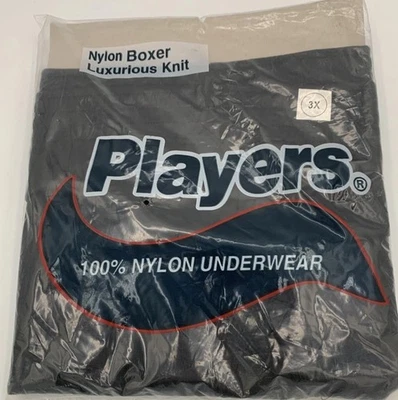 Nylon Boxer
Luxurious Knit
3X
Players®
100% NYLON UNDERWEAR